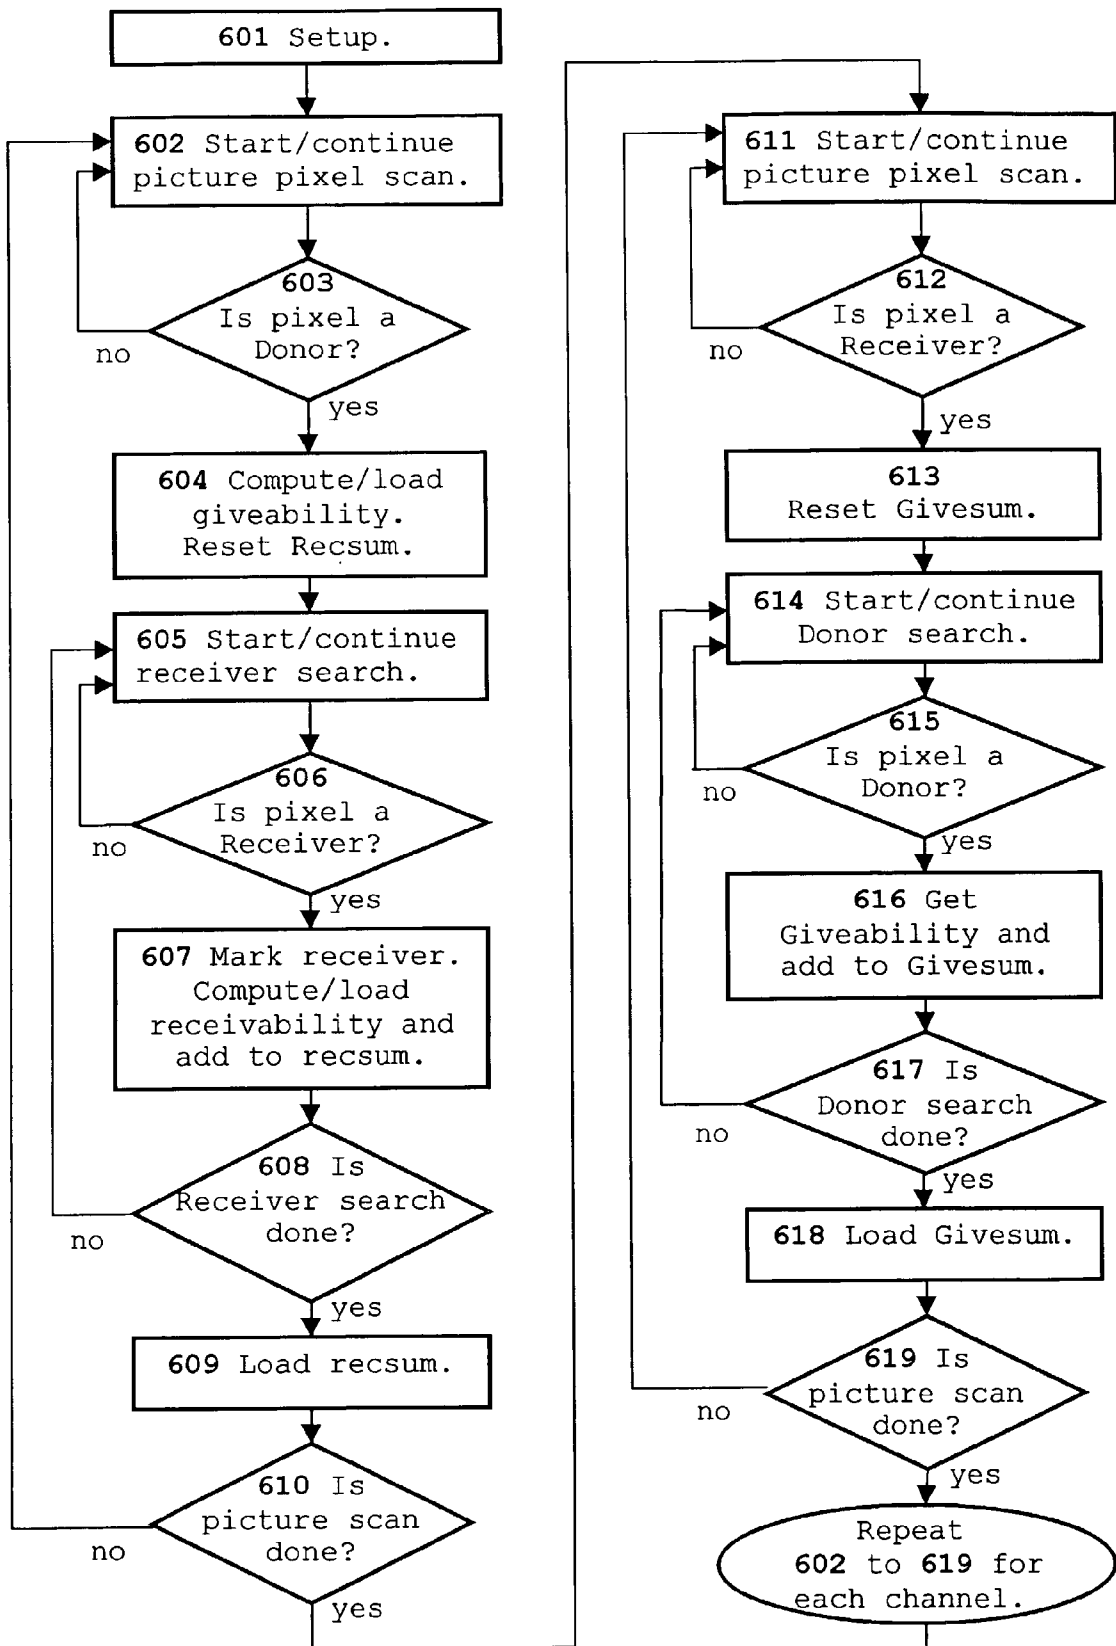 601 Setup.
602 Start/continue
picture pixel scan.
603
Is pixel a
Donor?
no
yes
604 Compute/load
giveability.
Reset Recsum.
605 Start/continue
receiver search.
606
Is pixel a
Receiver?
no
yes
607 Mark receiver.
Compute/load
receivability and
add to recsum.
608 Is
Receiver search
done?
no
yes
609 Load recsum.
610 Is
picture scan
done?
no
yes
611 Start/continue
picture pixel scan.
612
Is pixel a
Receiver?
no
yes
613
Reset Givesum.
614 Start/continue
Donor search.
615
Is pixel a
Donor?
no
yes
616 Get
Giveability and
add to Givesum.
617 Is
Donor search
done?
no
yes
618 Load Givesum.
619 Is
picture scan
done?
no
yes
Repeat
602 to 619 for
each channel.